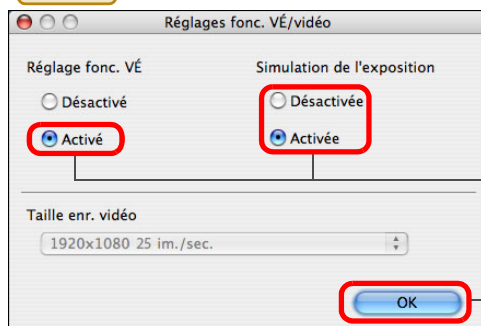 Réglages fonc. VÉ/vidéo
Réglage fonc. VÉ
Simulation de l'exposition
Désactivé
Désactivée
Activé
Activée
Taille enr. vidéo
1920x1080 25 im./sec.
OK